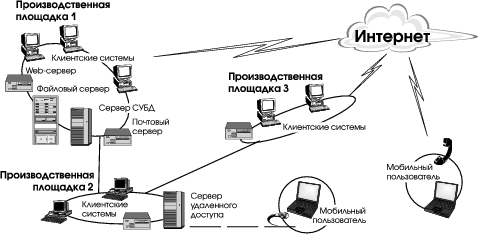 Производственная
площадка 1
Клиентские системы
Web-сервер
Файловый сервер
Сервер СУБД
Почтовый
сервер
Интернет
Производственная
площадка 3
Клиентские системы
Мобильный
пользователь
Производственная
площадка 2
Клиентские
системы
Сервер
удаленного
доступа
Мобильный
пользователь